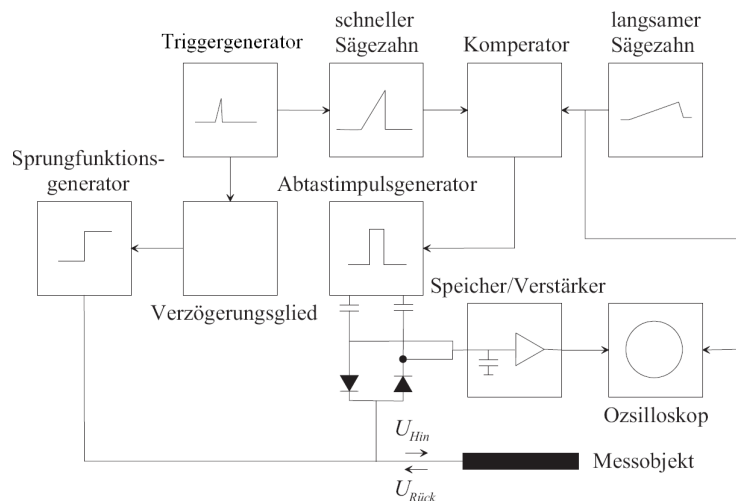 schneller
Sägezahn
langsamer
Sägezahn
Triggergenerator
Komperator
Sprungfunktions-
generator
Abtastimpulsgenerator
Speicher/Verstärker
Verzögerungsglied
Ozsilloskop
U_Hin
Messobjekt
U_Rück